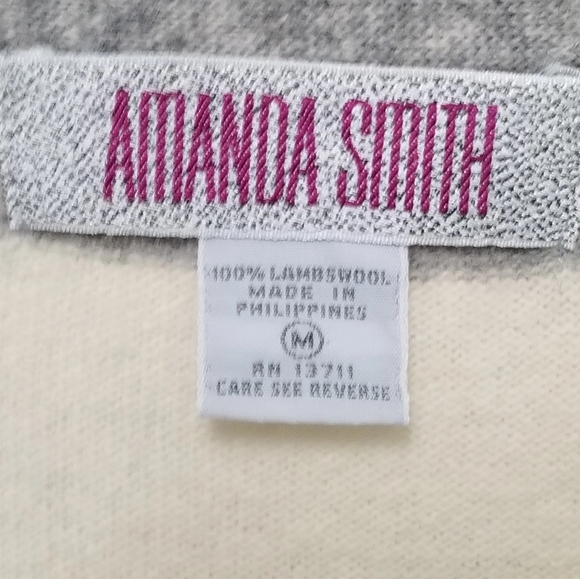 AMANDA SMITH
100% LAMBSWOOL
MADE IN
PHILIPPINES
M
RN 13711
CARE SEE REVERSE